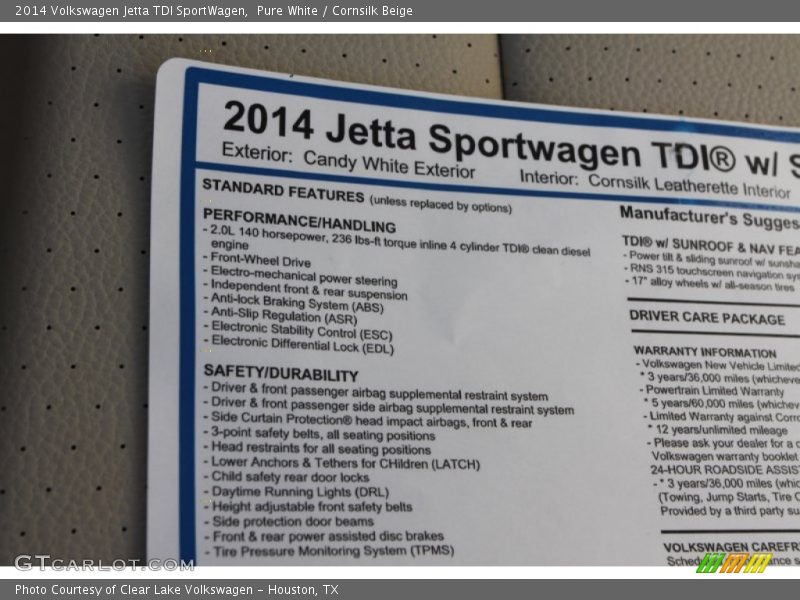 2014 Volkswagen Jetta TDI SportWagen, Pure White / Cornsilk Beige
2014 Jetta Sportwagen TDI® w/ S
Exterior: Candy White Exterior Interior: Cornsilk Leatherette Interior
STANDARD FEATURES (unless replaced by options)
PERFORMANCE/HANDLING
- 2.0L 140 horsepower, 236 lbs-ft torque inline 4 cylinder TDI® clean diesel
engine
- Front-Wheel Drive
- Electro-mechanical power steering
- Independent front & rear suspension
- Anti-lock Braking System (ABS)
- Anti-Slip Regulation (ASR)
- Electronic Stability Control (ESC)
- Electronic Differential Lock (EDL)
SAFETY/DURABILITY
- Driver & front passenger airbag supplemental restraint system
- Driver & front passenger side airbag supplemental restraint system
- Side Curtain Protection® head impact airbags, front & rear
- 3-point safety belts, all seating positions
- Head restraints for all seating positions
- Lower Anchors & Tethers for CHildren (LATCH)
- Child safety rear door locks
- Daytime Running Lights (DRL)
- Height adjustable front safety belts
- Side protection door beams
- Front & rear power assisted disc brakes
- Tire Pressure Monitoring System (TPMS)
Manufacturer's Sugges
TDI® w/ SUNROOF & NAV FEA
- Power tilt & sliding sunroof w/ sunsha
- RNS 315 touchscreen navigation sys
- 17" alloy wheels w/ all-season tires
DRIVER CARE PACKAGE
WARRANTY INFORMATION
- Volkswagen New Vehicle Limited
* 3 years/36,000 miles (whicheve
- Powertrain Limited Warranty
* 5 years/60,000 miles (whichev
- Limited Warranty against Corro
* 12 years/unlimited mileage
- Please ask your dealer for a c
Volkswagen warranty booklet
24-HOUR ROADSIDE ASSIST
- * 3 years/36,000 miles (whic
(Towing, Jump Starts, Tire C
Provided by a third party su
VOLKSWAGEN CAREFR
GTCARLOT.COM
Photo Courtesy of Clear Lake Volkswagen – Houston, TX